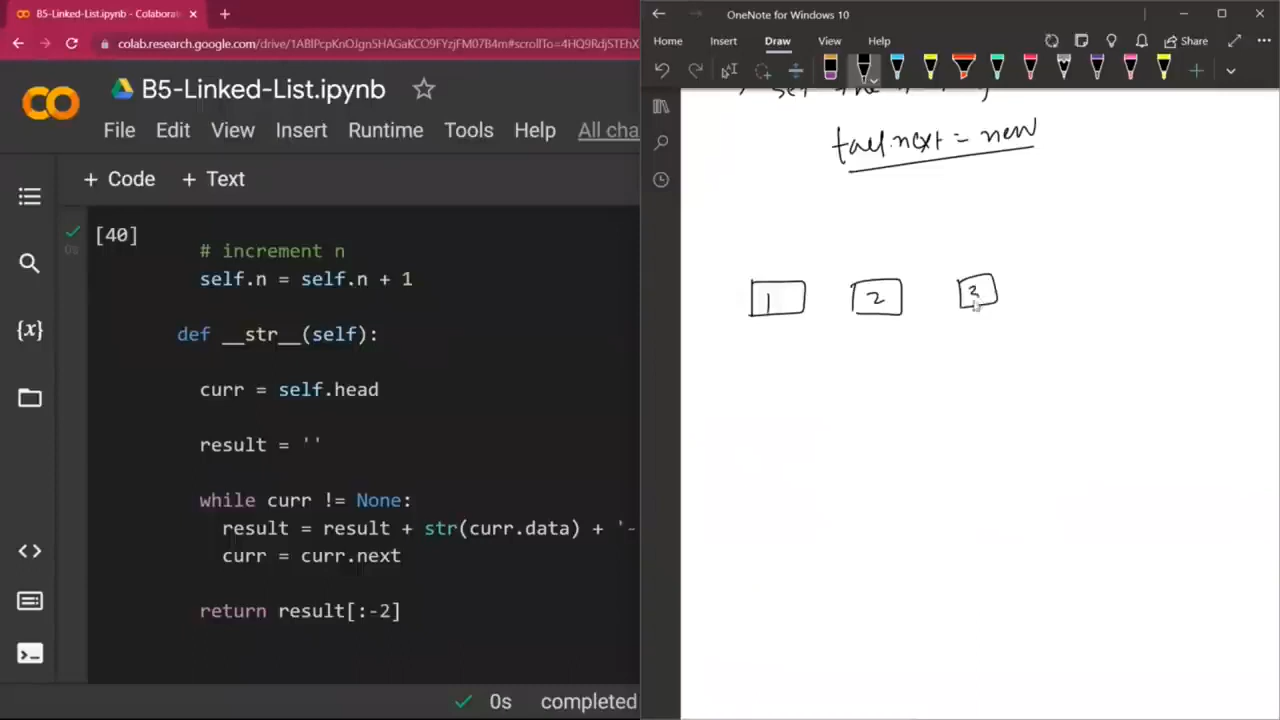 B5-Linked-List.ipynb - Colaborat
colab.research.google.com/drive/
B5-Linked-List.ipynb
File Edit View Insert Runtime Tools Help All cha
+ Code + Text
[40]
0s
# increment n
self.n = self.n + 1
def __str__(self):
curr = self.head
result = ''
while curr != None:
result = result + str(curr.data) + '-
curr = curr.next
return result[:-2]
0s completed
OneNote for Windows 10
Home Insert Draw View Help Share
set the
tail.next = new
1 2 3